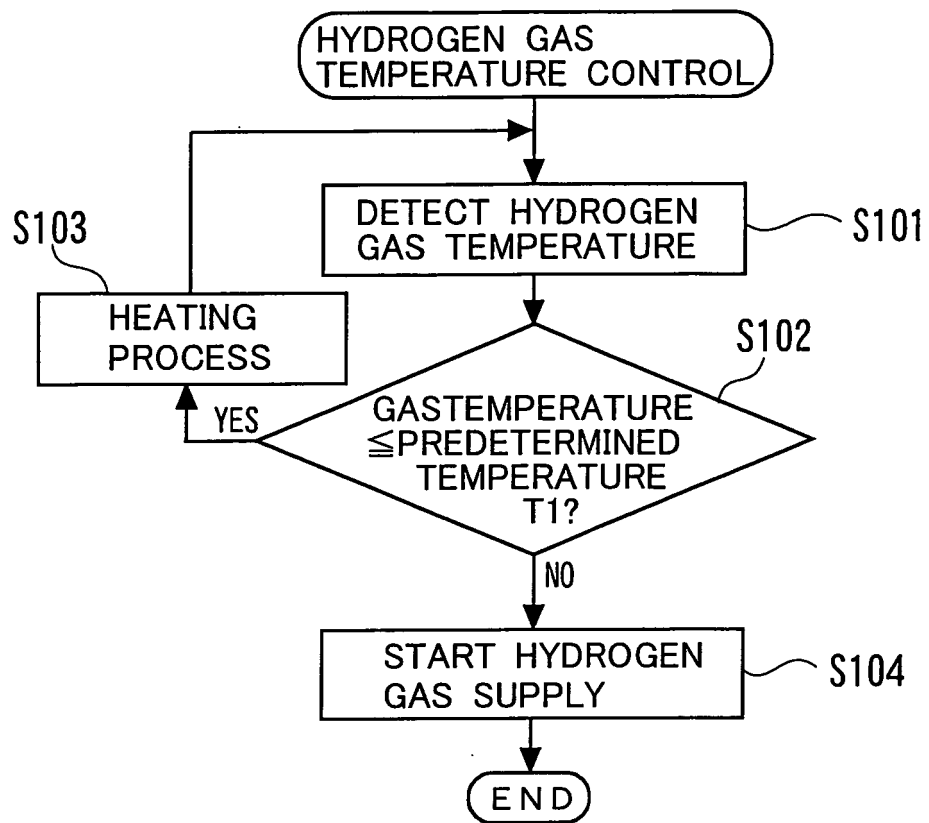 HYDROGEN GAS
TEMPERATURE CONTROL
DETECT HYDROGEN
GAS TEMPERATURE
S101
S103
HEATING
PROCESS
S102
YES
GASTEMPERATURE
≦PREDETERMINED
TEMPERATURE
T1?
NO
START HYDROGEN
GAS SUPPLY
S104
END